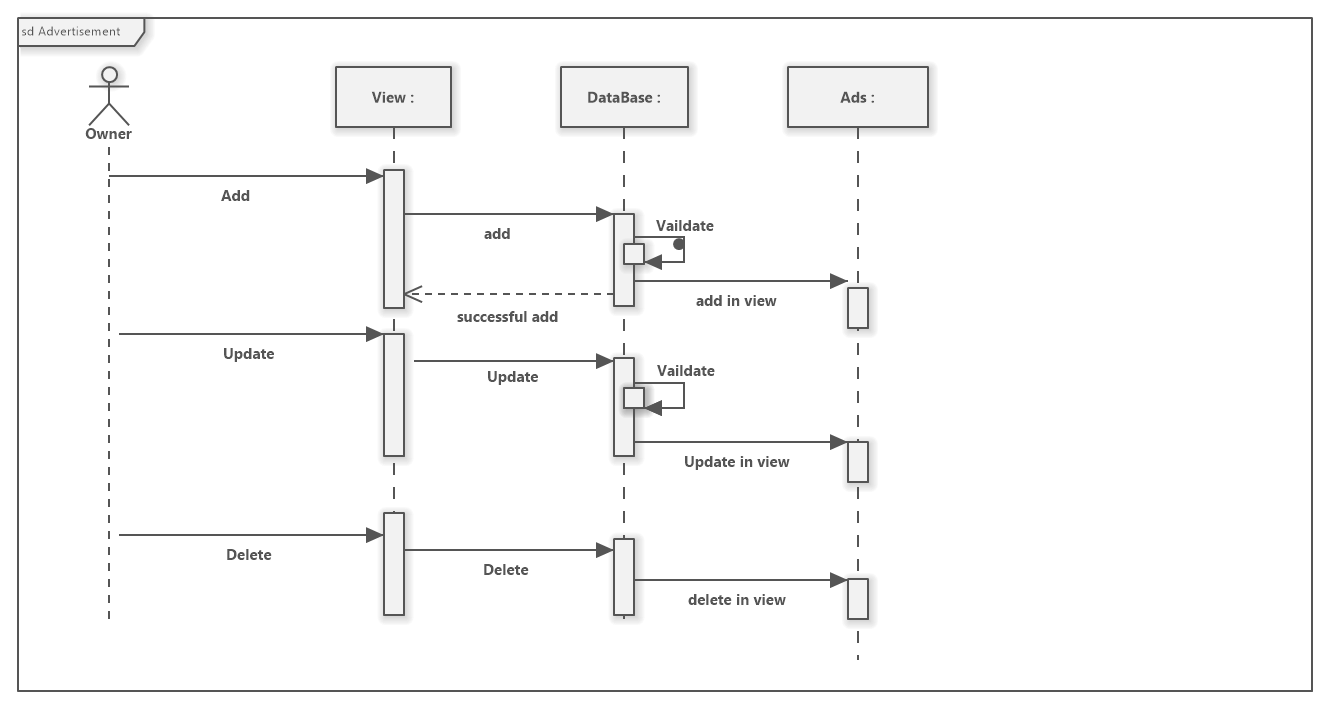 sd Advertisement
Owner
View :
DataBase :
Ads :
Add
add
Vaildate
add in view
successful add
Update
Update
Vaildate
Update in view
Delete
Delete
delete in view